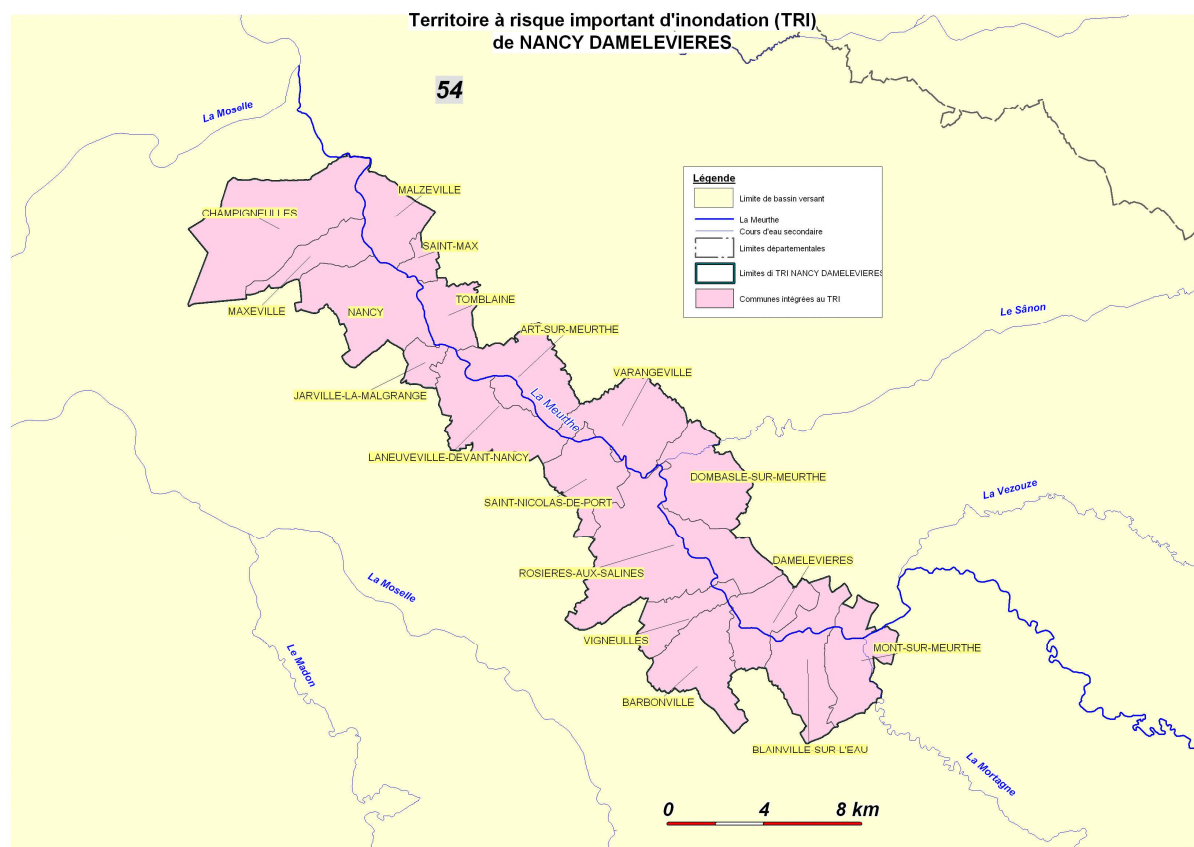 Territoire à risque important d'inondation (TRI)
de NANCY DAMELEVIERES
54
La Moselle
Légende
Limite de bassin versant
La Meurthe
Cours d'eau secondaire
Limites départementales
Limites di TRI NANCY DAMELEVIERES
Communes intégrées au TRI
MALZEVILLE
CHAMPIGNEULLES
SAINT-MAX
TOMBLAINE
MAXEVILLE
NANCY
Le Sânon
ART-SUR-MEURTHE
VARANGEVILLE
JARVILLE-LA-MALGRANGE
La Meurthe
LANEUVEVILLE-DEVANT-NANCY
DOMBASLE-SUR-MEURTHE
La Vezouze
SAINT-NICOLAS-DE-PORT
DAMELEVIERES
ROSIERES-AUX-SALINES
La Moselle
VIGNEULLES
MONT-SUR-MEURTHE
Le Madon
BARBONVILLE
BLAINVILLE SUR L'EAU
La Mortagne
0 4 8 km